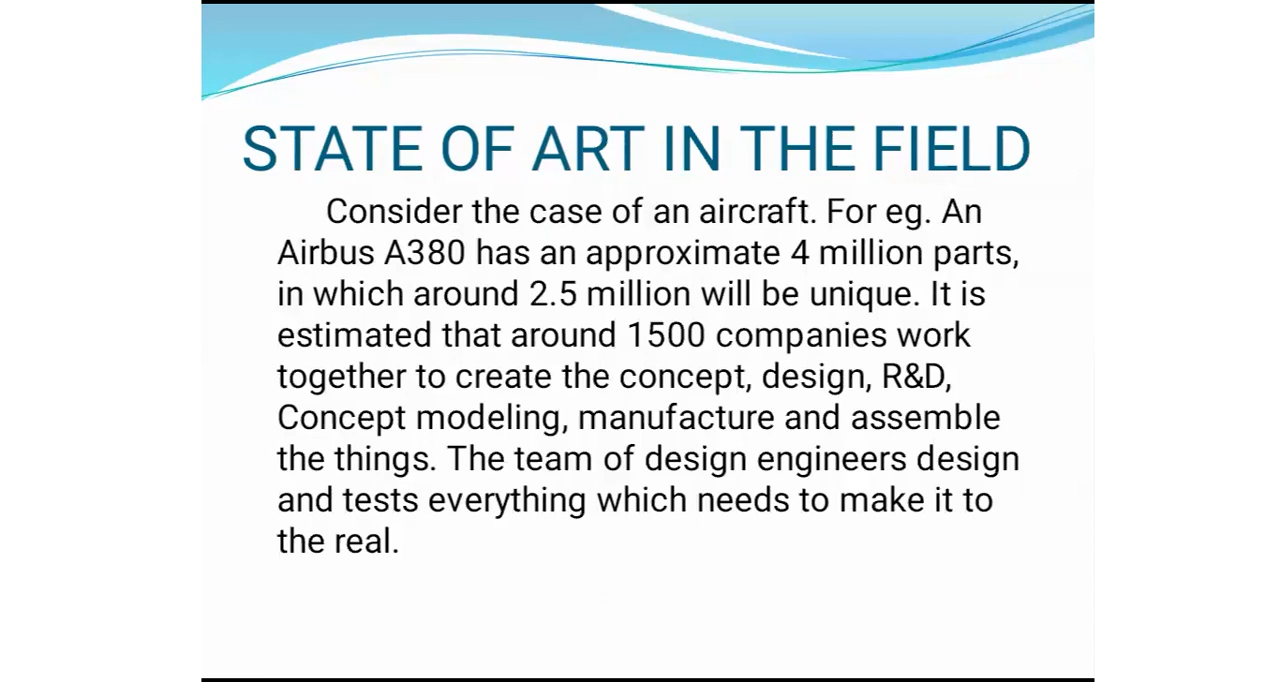 STATE OF ART IN THE FIELD
Consider the case of an aircraft. For eg. An
Airbus A380 has an approximate 4 million parts,
in which around 2.5 million will be unique. It is
estimated that around 1500 companies work
together to create the concept, design, R&D,
Concept modeling, manufacture and assemble
the things. The team of design engineers design
and tests everything which needs to make it to
the real.